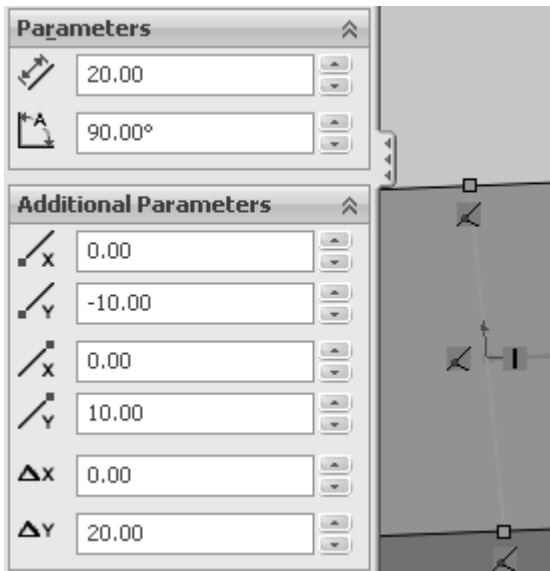 Parameters
20.00
A
90.00°
Additional Parameters
X
0.00
Y
-10.00
X
0.00
Y
10.00
ΔX
0.00
ΔY
20.00